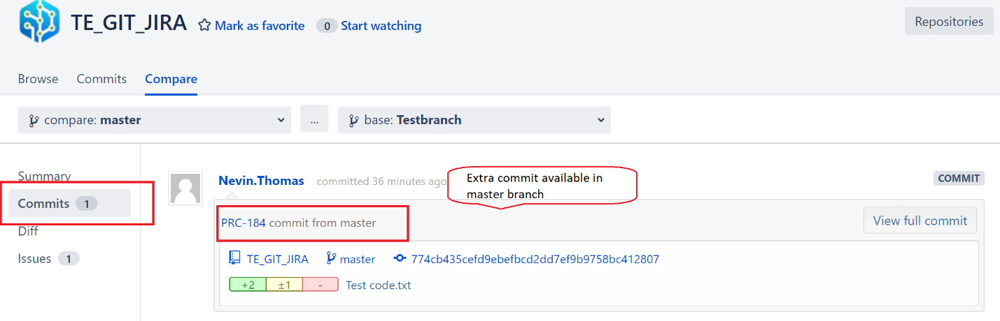 TE_GIT_JIRA Mark as favorite 0 Start watching Repositories
Browse Commits Compare
compare: master ... base: Testbranch
Summary
Nevin.Thomas committed 36 minutes ago COMMIT
Extra commit available in
master branch
Commits 1
PRC-184 commit from master View full commit
Diff
Issues 1
TE_GIT_JIRA master 774cb435cefd9ebefbcd2dd7ef9b9758bc412807
+2 ±1 - Test code.txt